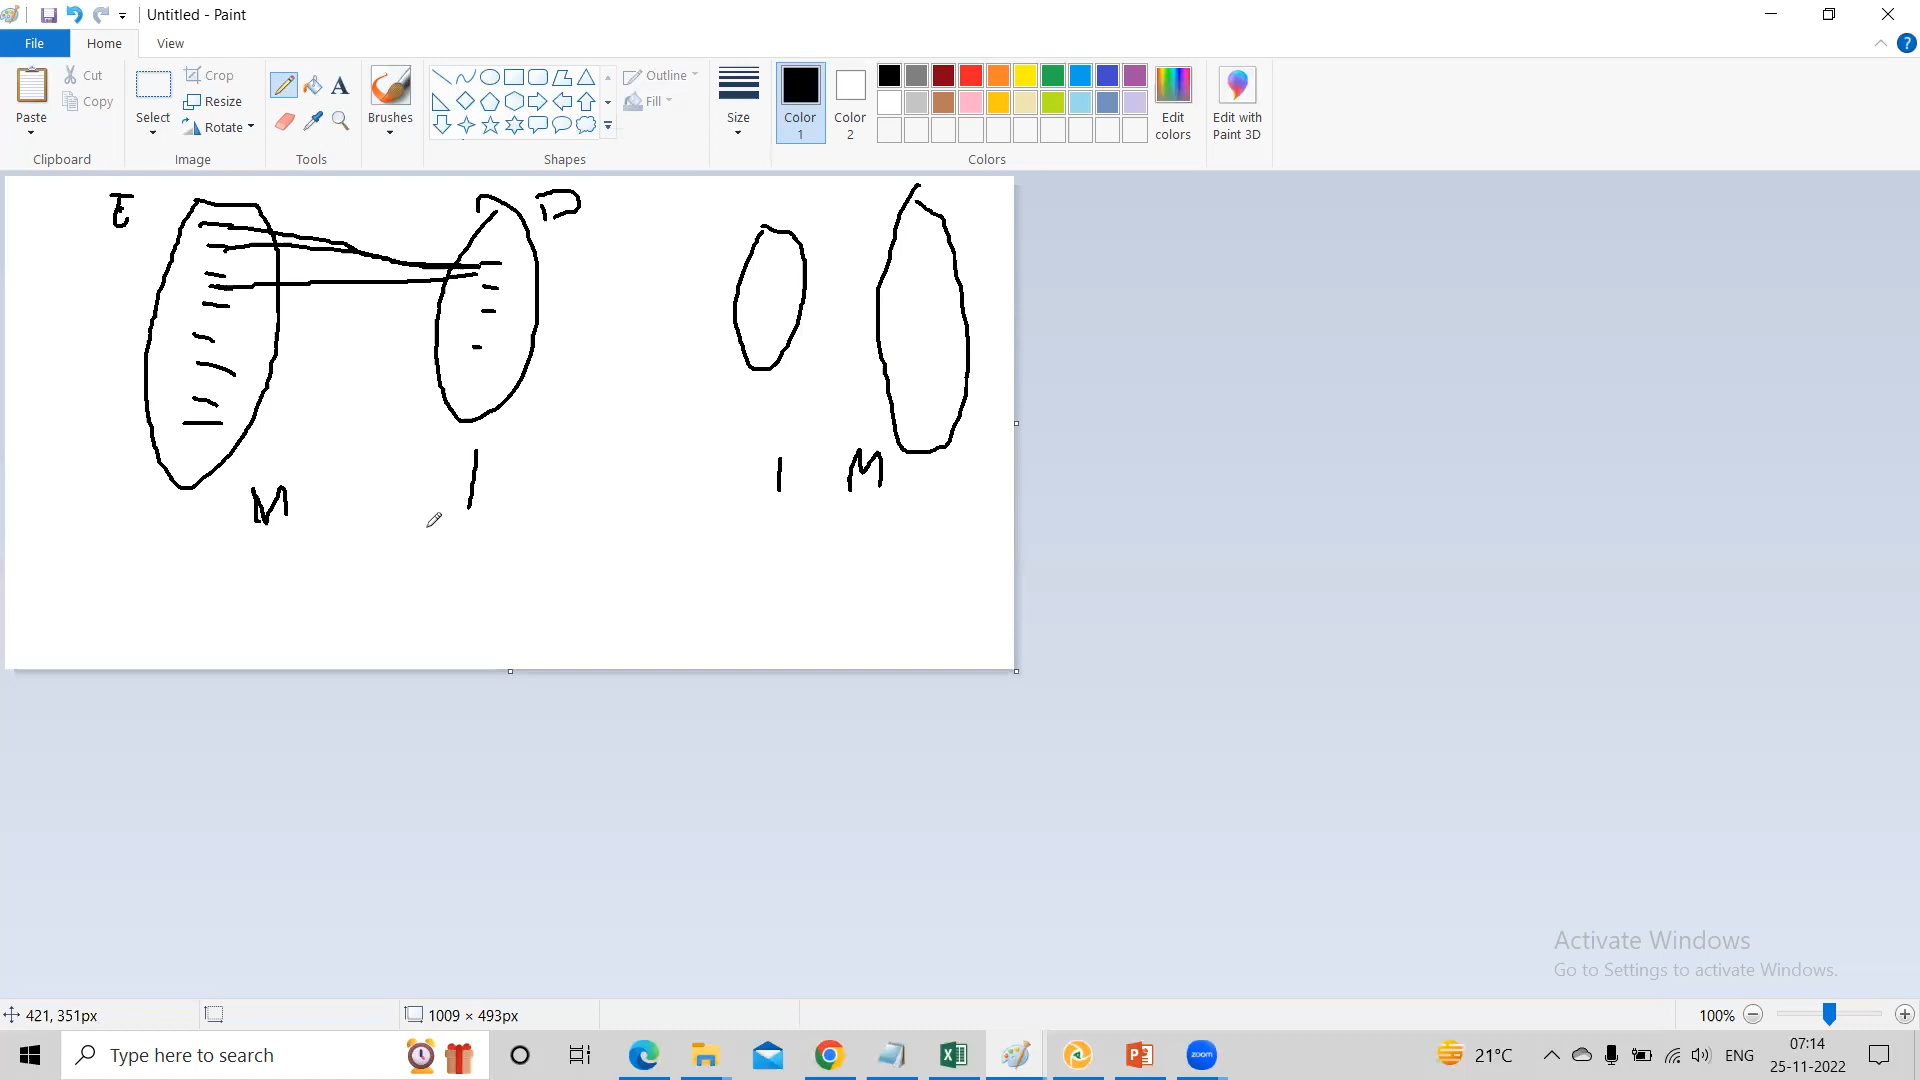 Untitled - Paint
File Home View
Paste
Cut
Copy
Clipboard
Select
Crop
Resize
Rotate
Image
Tools
Brushes
Outline
Fill
Shapes
Size
Color 1
Color 2
Edit colors
Edit with Paint 3D
Colors
E D
M 1 1 M
Activate Windows
Go to Settings to activate Windows.
421, 351px 1009 × 493px 100%
Type here to search
zoom
21°C ENG
07:14
25-11-2022